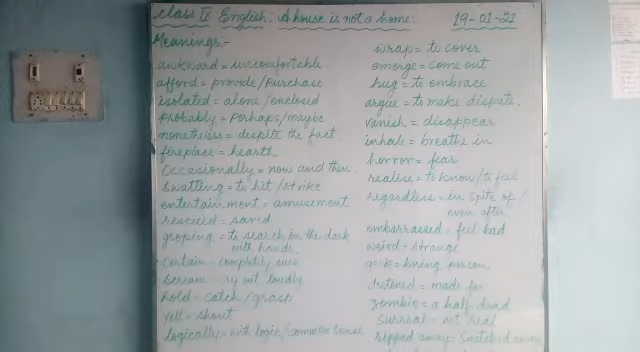 class IX English. A house is not a home. 19-01-21
Meanings:-
awkward = uncomfortable
afford = provide/purchase
isolated = alone/enclosed
probably = perhaps/maybe
nonetheless = despite the fact
fireplace = hearth
Occasionally = now and then.
Swatting = to hit/strike
entertainment = amusement
rescued = saved
groping = to search in the dark
with hands.
certain = completely sure
scream = cry out loudly
hold = catch/grasp
Yell = shout
logically = with logic/common sense
wrap = to cover
emerge = come out
hug = to embrace
argue = to make dispute.
vanish = disappear
inhale = breathe in
horror = fear
realise = to know/to feel
regardless = in spite of/
even after
embarrassed = feel bad
weird = strange
geek = boring person
destined = made for
zombie = a half-dead
surreal = not real
ripped away = snatched away